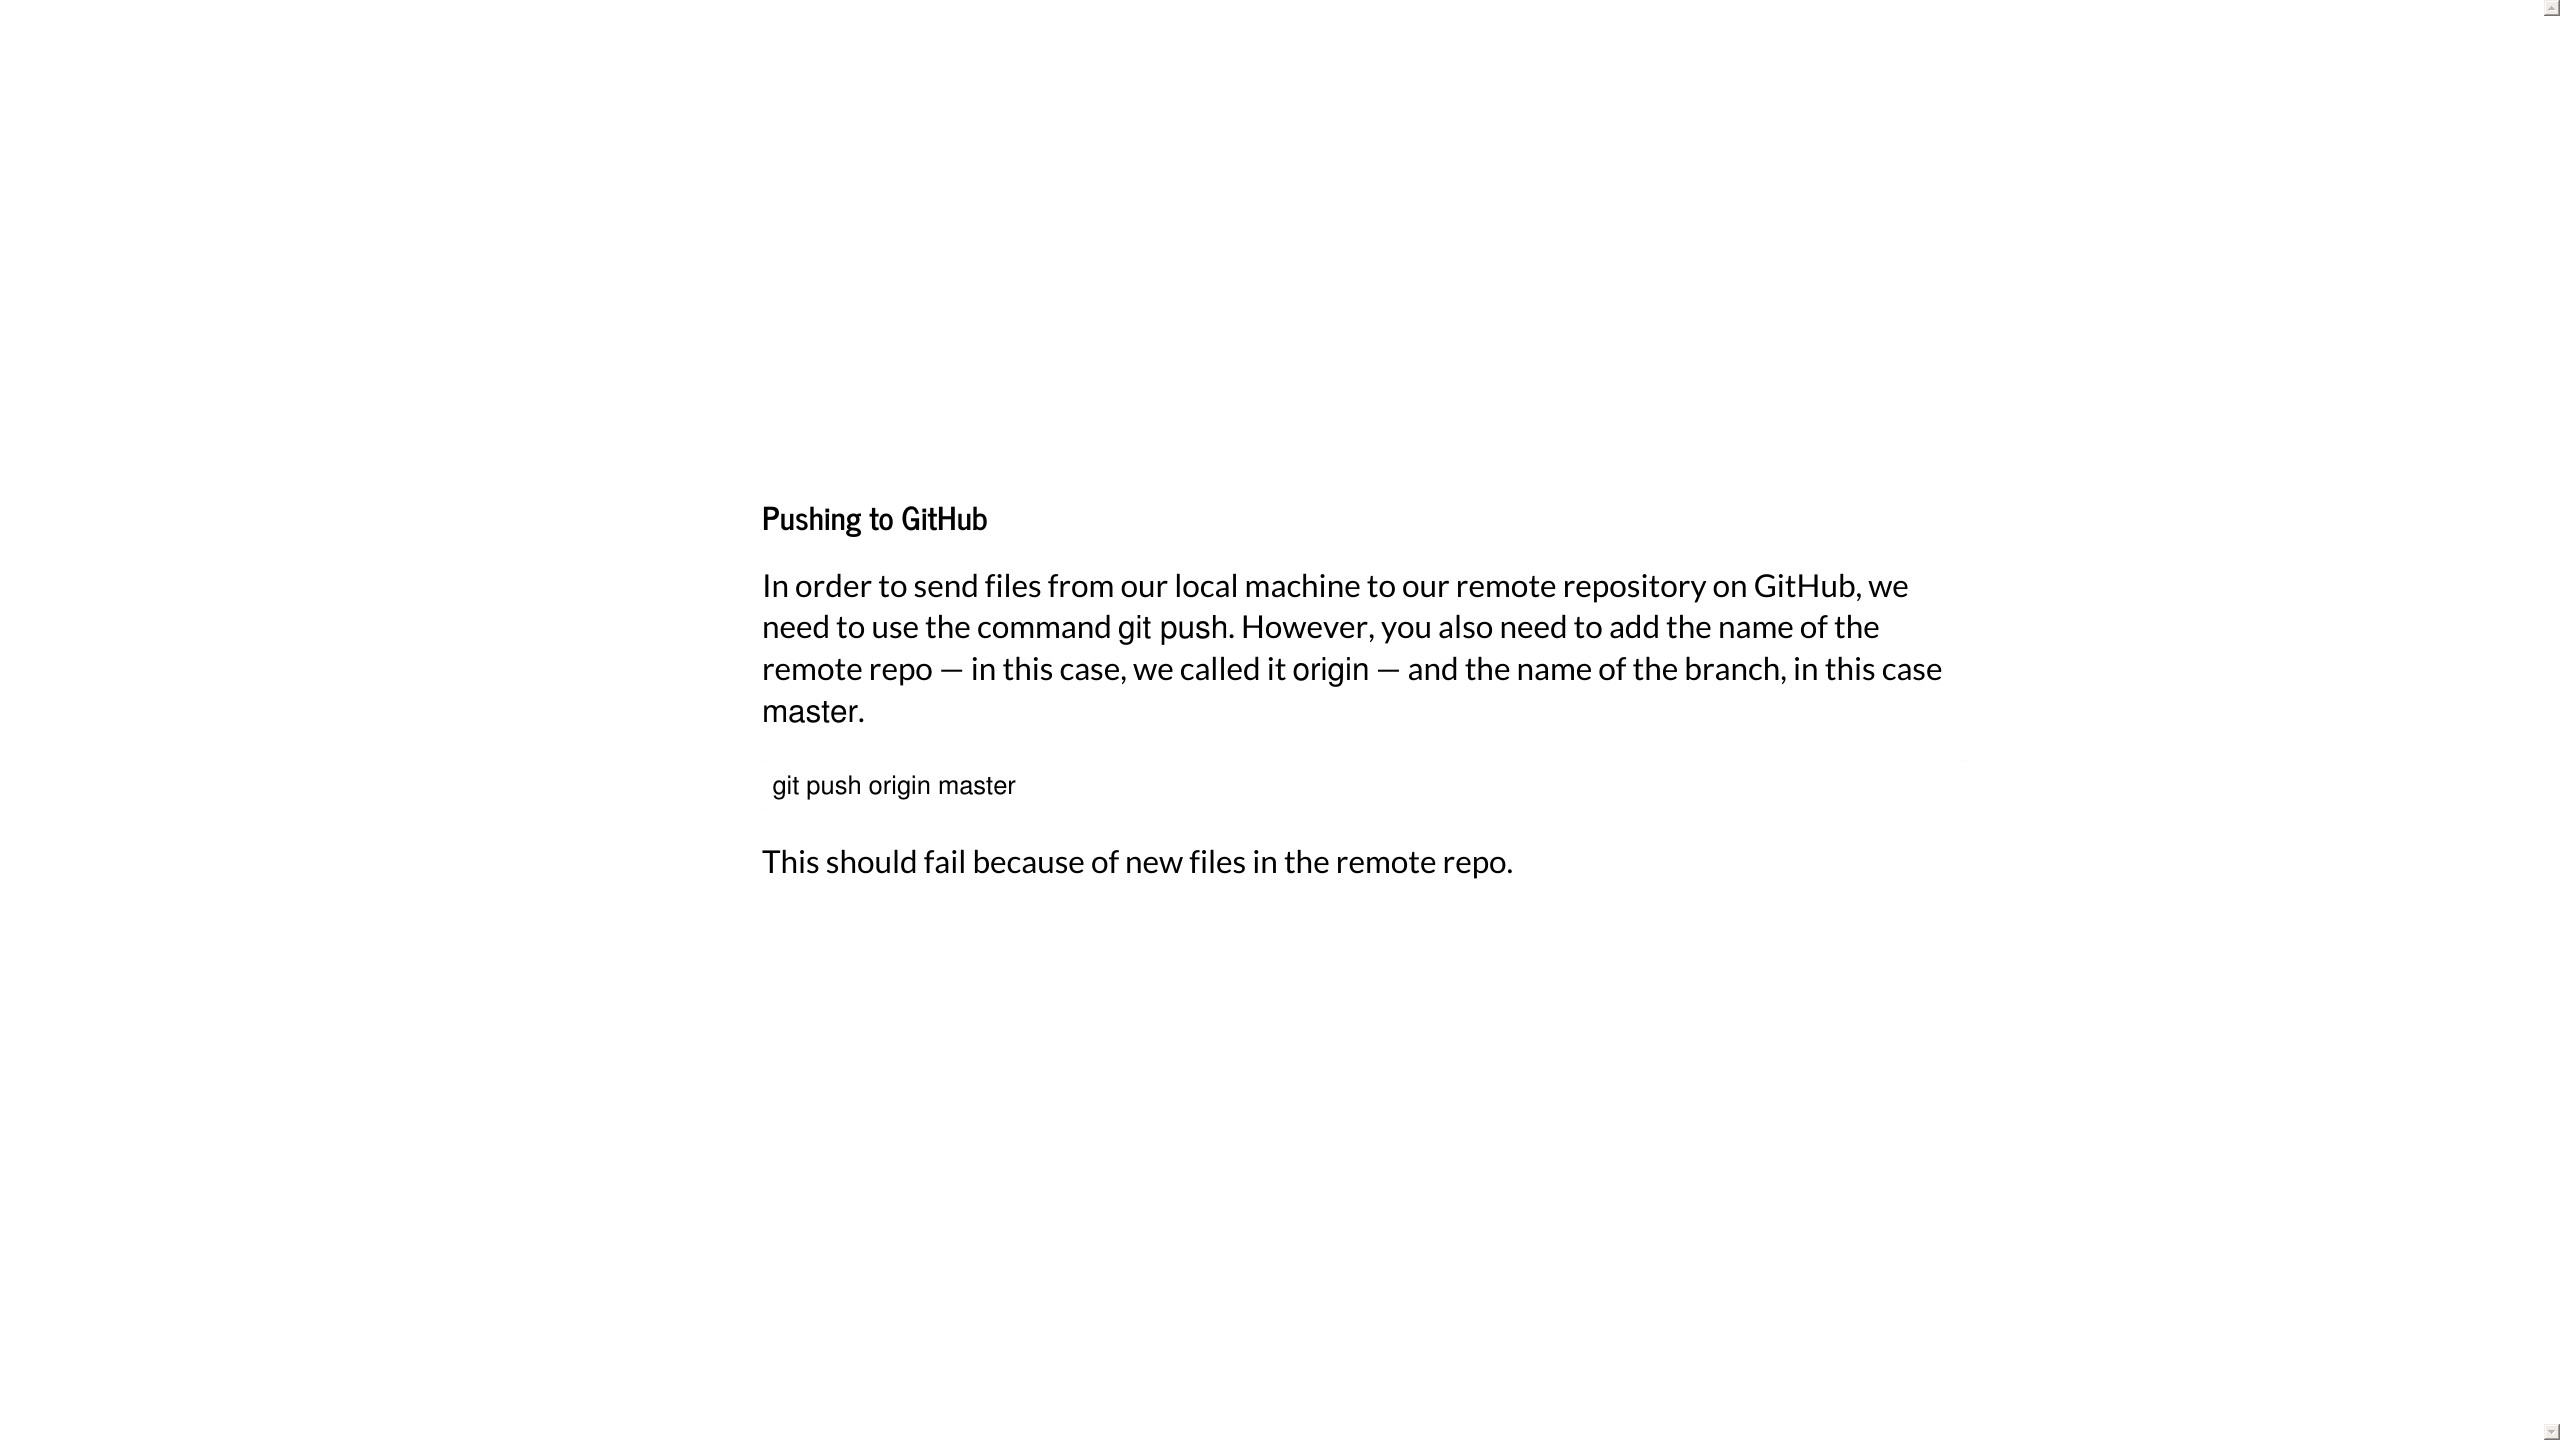 Pushing to GitHub
In order to send files from our local machine to our remote repository on GitHub, we
need to use the command git push. However, you also need to add the name of the
remote repo — in this case, we called it origin — and the name of the branch, in this case
master.
git push origin master
This should fail because of new files in the remote repo.